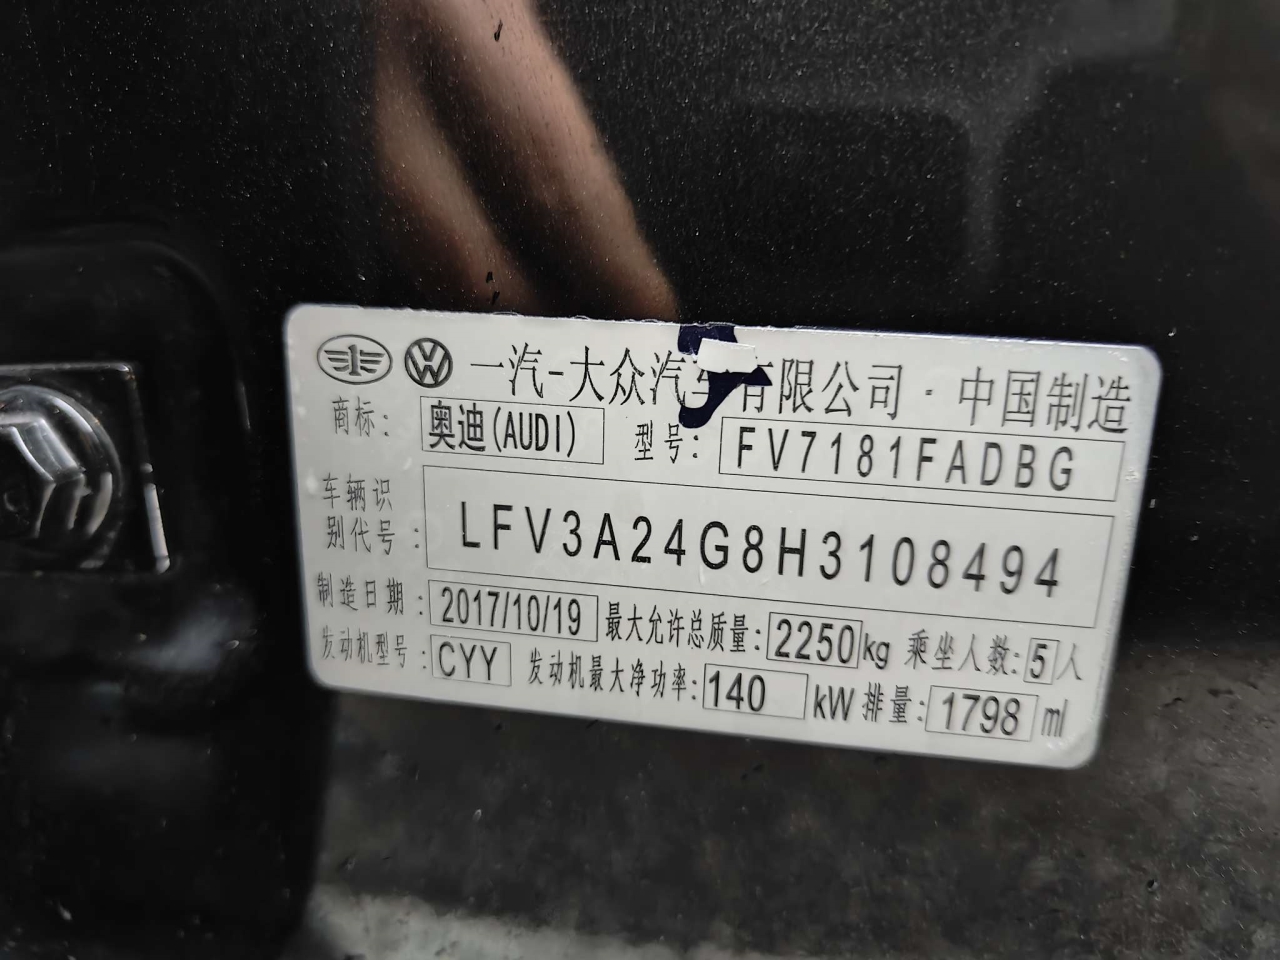 一汽-大众汽车有限公司·中国制造
商标: 奥迪(AUDI) 型号: FV7181FADBG
车辆识
别代号: LFV3A24G8H3108494
制造日期: 2017/10/19 最大允许总质量: 2250kg 乘坐人数: 5人
发动机型号: CYY 发动机最大净功率: 140 kW 排量: 1798 ml